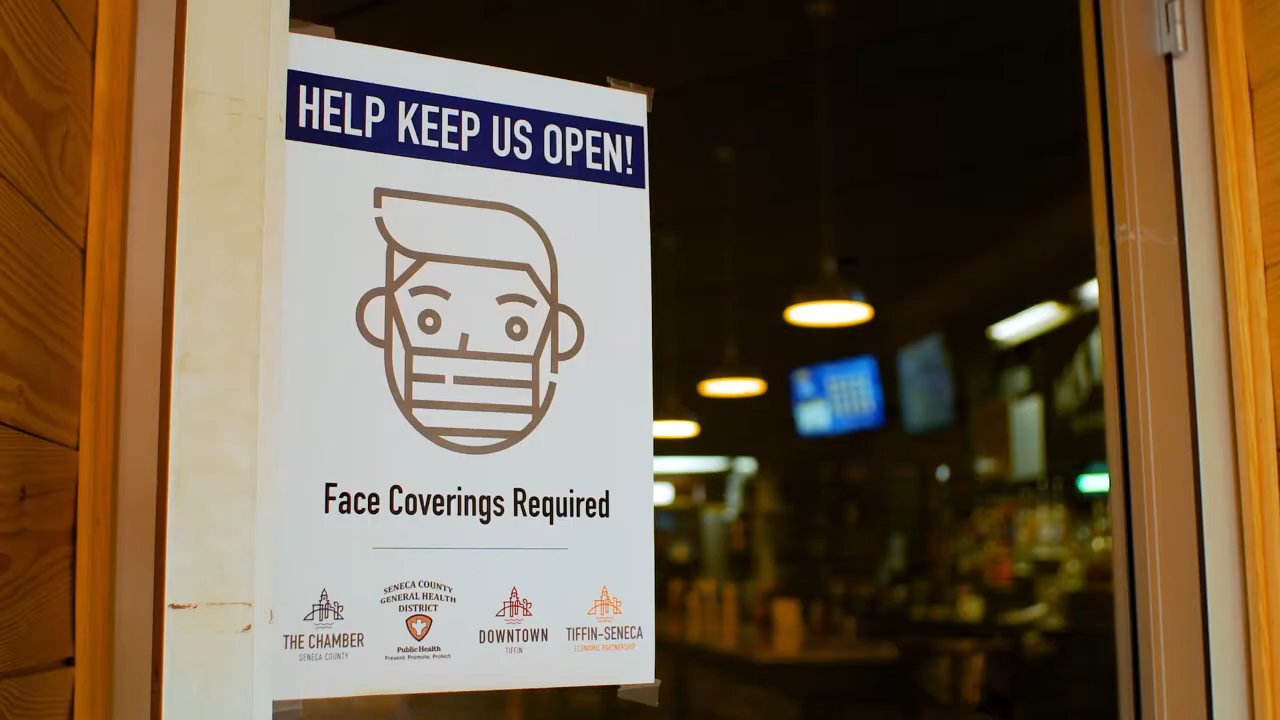 HELP KEEP US OPEN!
Face Coverings Required
THE CHAMBER
SENECA COUNTY
SENECA COUNTY
GENERAL HEALTH
DISTRICT
Public Health
Prevent. Promote. Protect.
DOWNTOWN
TIFFIN
TIFFIN-SENECA
ECONOMIC PARTNERSHIP